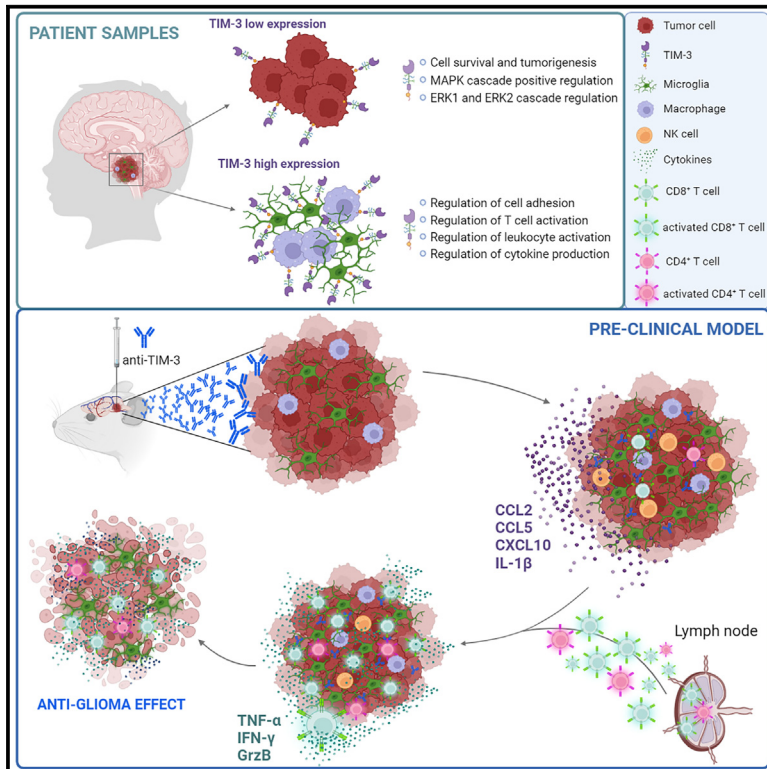 PATIENT SAMPLES
TIM-3 low expression
Cell survival and tumorigenesis
MAPK cascade positive regulation
ERK1 and ERK2 cascade regulation
TIM-3 high expression
Regulation of cell adhesion
Regulation of T cell activation
Regulation of leukocyte activation
Regulation of cytokine production
Tumor cell
TIM-3
Microglia
Macrophage
NK cell
Cytokines
CD8⁺ T cell
activated CD8⁺ T cell
CD4⁺ T cell
activated CD4⁺ T cell
PRE-CLINICAL MODEL
anti-TIM-3
CCL2
CCL5
CXCL10
IL-1β
Lymph node
TNF-α
IFN-γ
GrzB
ANTI-GLIOMA EFFECT